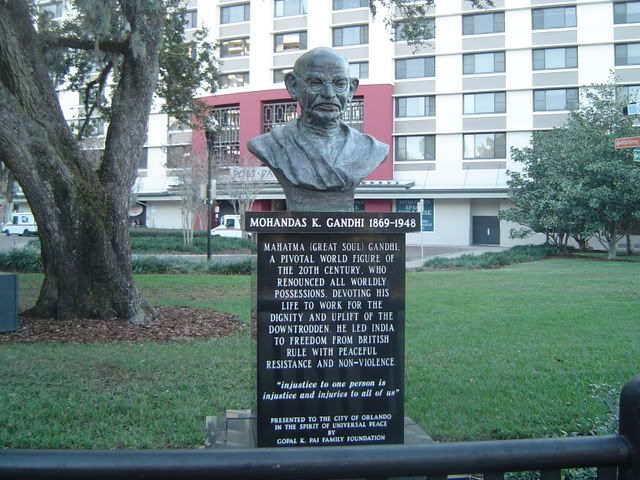 MOHANDAS K. GANDHI 1869-1948
MAHATMA (GREAT SOUL) GANDHI,
A PIVOTAL WORLD FIGURE OF
THE 20TH CENTURY, WHO
RENOUNCED ALL WORLDLY
POSSESSIONS, DEVOTING HIS
LIFE TO WORK FOR THE
DIGNITY AND UPLIFT OF THE
DOWNTRODDEN. HE LED INDIA
TO FREEDOM FROM BRITISH
RULE WITH PEACEFUL
RESISTANCE AND NON-VIOLENCE
"injustice to one person is
injustice and injuries to all of us"
PRESENTED TO THE CITY OF ORLANDO
IN THE SPIRIT OF UNIVERSAL PEACE
BY
GOPAL K. PAI FAMILY FOUNDATION
SPACE